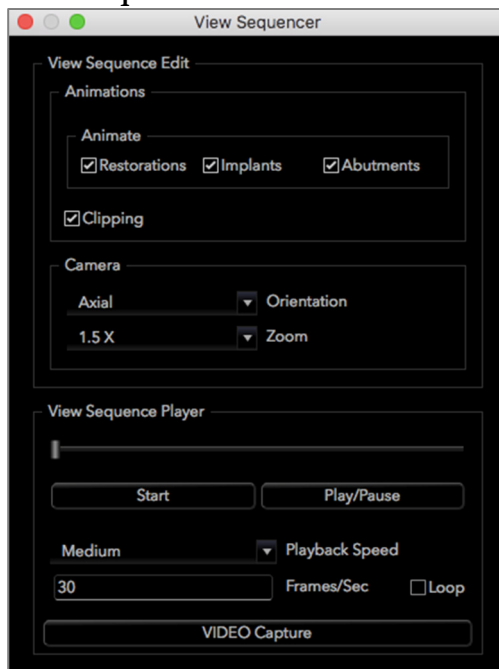 View Sequencer
View Sequence Edit
Animations
Animate
Restorations Implants Abutments
Clipping
Camera
Axial Orientation
1.5 X Zoom
View Sequence Player
Start Play/Pause
Medium Playback Speed
30 Frames/Sec Loop
VIDEO Capture